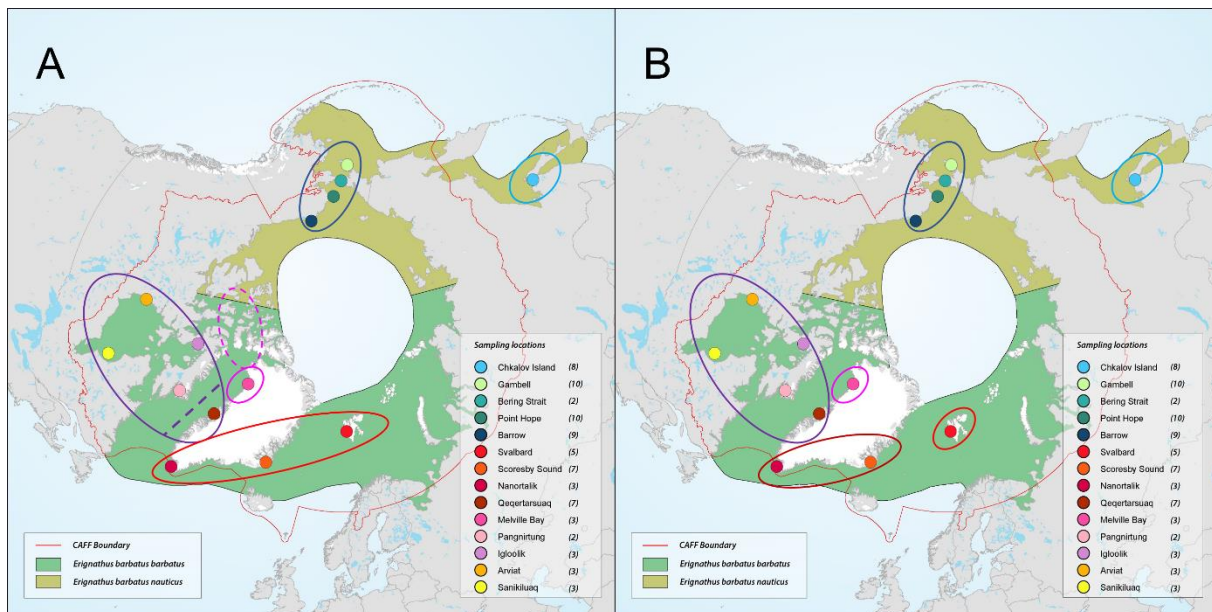 A
Sampling locations
Chkalov Island (8)
Gambell (10)
Bering Strait (2)
Point Hope (10)
Barrow (9)
Svalbard (5)
Scoresby Sound (7)
Nanortalik (3)
Qeqertarsuaq (7)
Melville Bay (3)
Pangnirtung (2)
Igloolik (3)
Arviat (3)
Sanikiluaq (3)
CAFF Boundary
Erignathus barbatus barbatus
Erignathus barbatus nauticus
B
Sampling locations
Chkalov Island (8)
Gambell (10)
Bering Strait (2)
Point Hope (10)
Barrow (9)
Svalbard (5)
Scoresby Sound (7)
Nanortalik (3)
Qeqertarsuaq (7)
Melville Bay (3)
Pangnirtung (2)
Igloolik (3)
Arviat (3)
Sanikiluaq (3)
CAFF Boundary
Erignathus barbatus barbatus
Erignathus barbatus nauticus